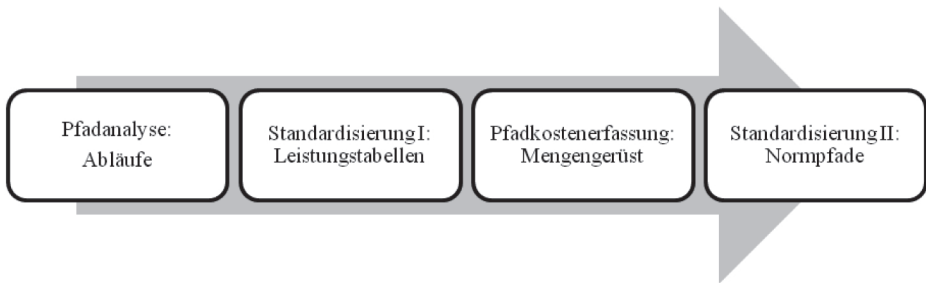 Pfadanalyse:
Abläufe
Standardisierung I:
Leistungstabellen
Pfadkostenerfassung:
Mengengerüst
Standardisierung II:
Normpfade